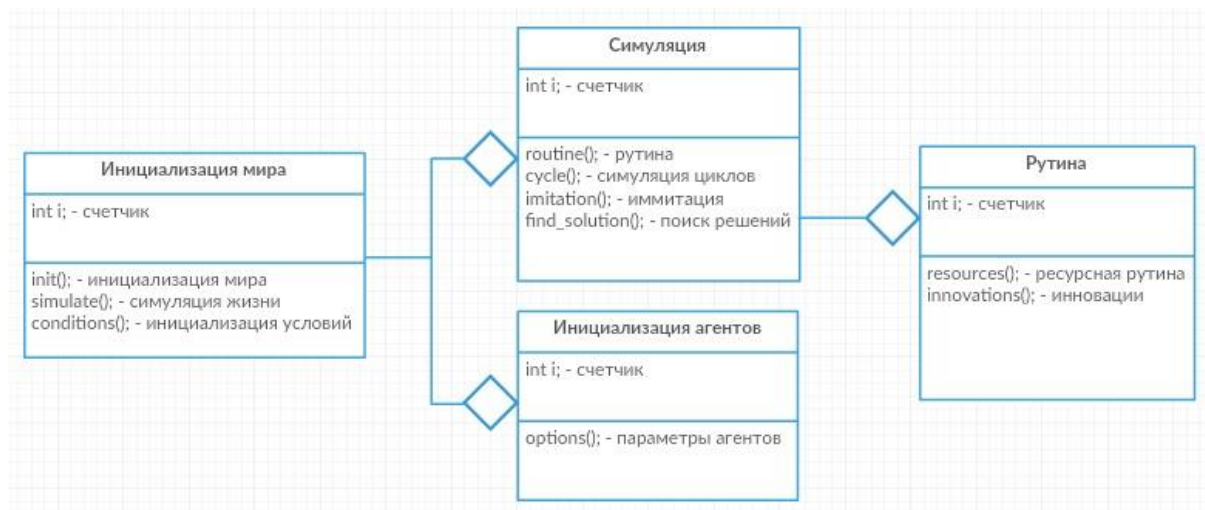 Инициализация мира
int i; - счетчик
init(); - инициализация мира
simulate(); - симуляция жизни
conditions(); - инициализация условий
Симуляция
int i; - счетчик
routine(); - рутина
cycle(); - симуляция циклов
imitation(); - иммитация
find_solution(); - поиск решений
Инициализация агентов
int i; - счетчик
options(); - параметры агентов
Рутина
int i; - счетчик
resources(); - ресурсная рутина
innovations(); - инновации